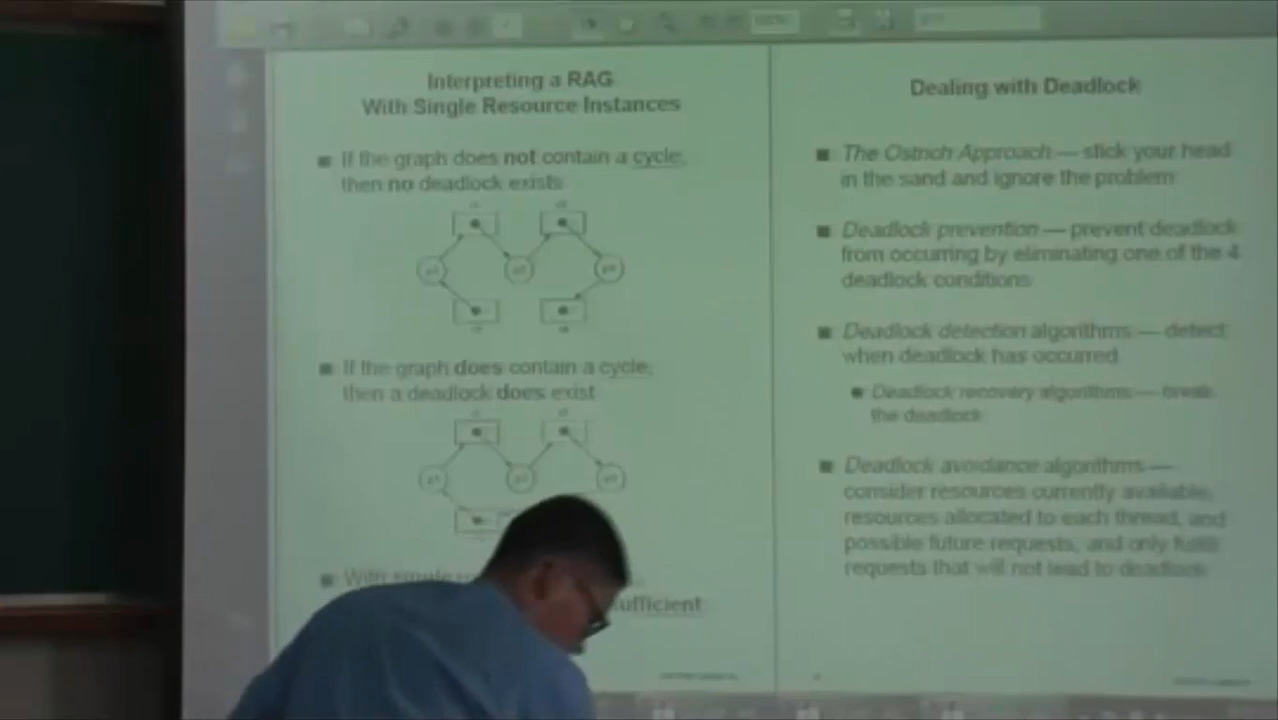 Interpreting a RAG
With Single Resource Instances
If the graph does not contain a cycle,
then no deadlock exists
If the graph does contain a cycle,
then a deadlock does exist
With single
sufficient
Dealing with Deadlock
The Ostrich Approach — stick your head
in the sand and ignore the problem
Deadlock prevention — prevent deadlock
from occurring by eliminating one of the 4
deadlock conditions
Deadlock detection algorithms — detect
when deadlock has occurred
Deadlock recovery algorithms — break
the deadlock
Deadlock avoidance algorithms —
consider resources currently available,
resources allocated to each thread, and
possible future requests, and only fulfill
requests that will not lead to deadlock